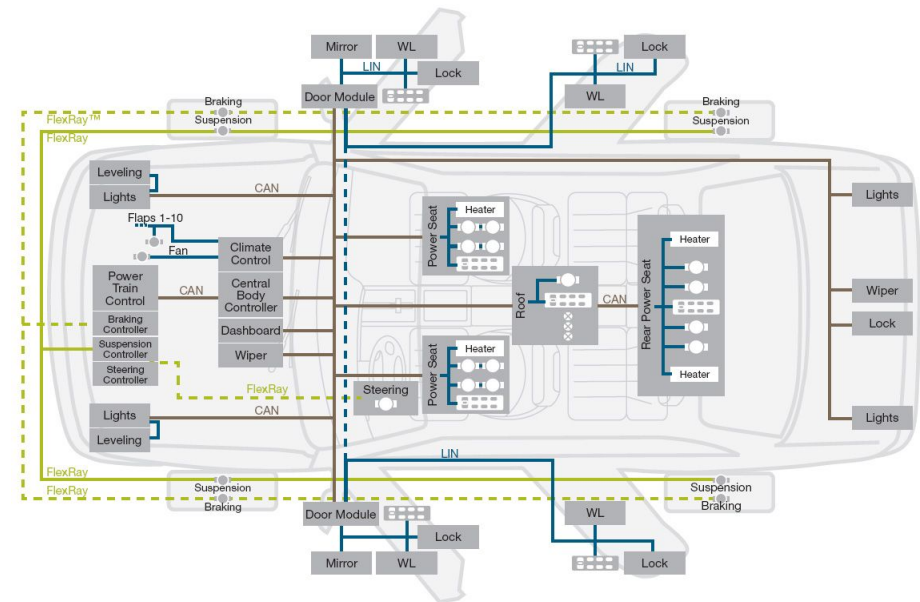 Mirror
WL
Lock
LIN
Door Module
Lock
LIN
WL
FlexRay™
FlexRay
Braking
Suspension
Braking
Suspension
Leveling
Lights
CAN
Flaps 1-10
Fan
Climate
Control
Power
Train
Control
CAN
Central
Body
Controller
Braking
Controller
Dashboard
Suspension
Controller
Wiper
Steering
Controller
FlexRay
Steering
Lights
CAN
Leveling
Power Seat
Heater
Power Seat
Heater
Roof
CAN
Rear Power Seat
Heater
Heater
Lights
Wiper
Lock
Lights
FlexRay
FlexRay
Suspension
Braking
LIN
Suspension
Braking
Door Module
Lock
Mirror
WL
WL
Lock